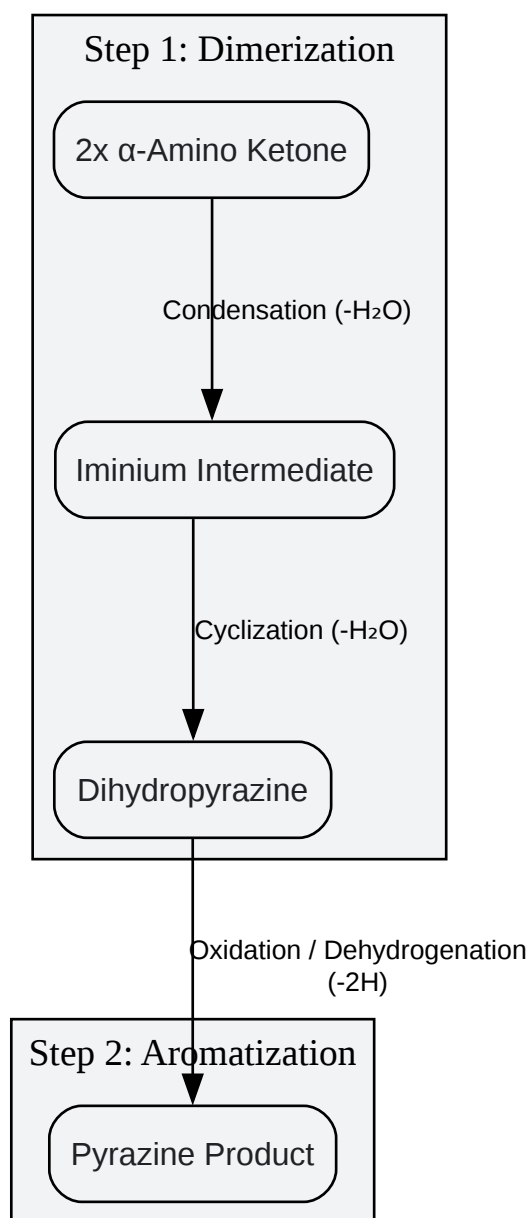 Step 1: Dimerization
2x α-Amino Ketone
Condensation (-H₂O)
Iminium Intermediate
Cyclization (-H₂O)
Dihydropyrazine
Oxidation / Dehydrogenation
(-2H)
Step 2: Aromatization
Pyrazine Product